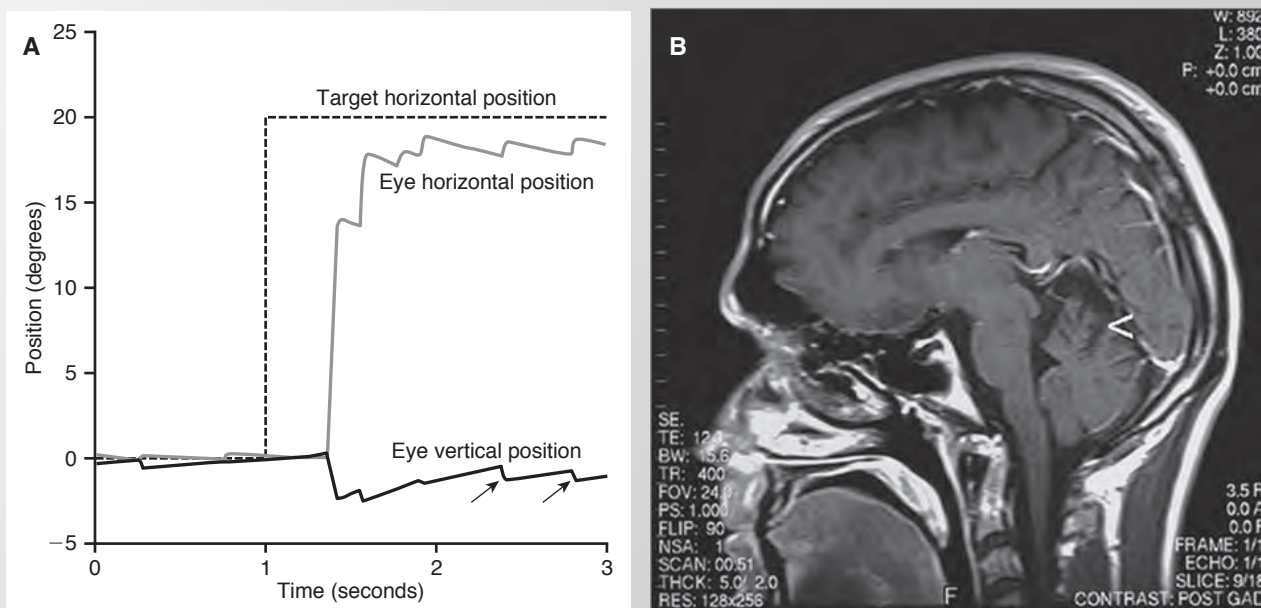 A
25
20
15
10
5
0
−5
Position (degrees)
Target horizontal position
Eye horizontal position
Eye vertical position
0
1
2
3
Time (seconds)
B
W: 892
L: 380
Z: 1.00
P: +0.0 cm
+0.0 cm
SE.
BW: 15.6
TR: 400
FOV: 24.0
PS: 1.000
FLIP: 90
NSA: 1
SCAN: 00:51
THCK: 5.0/ 2.0
RES: 128x256
F
3.5 F
0.0 A
0.0 F
FRAME: 1/1
ECHO: 1/1
SLICE: 9/18
CONTRAST: POST GAD